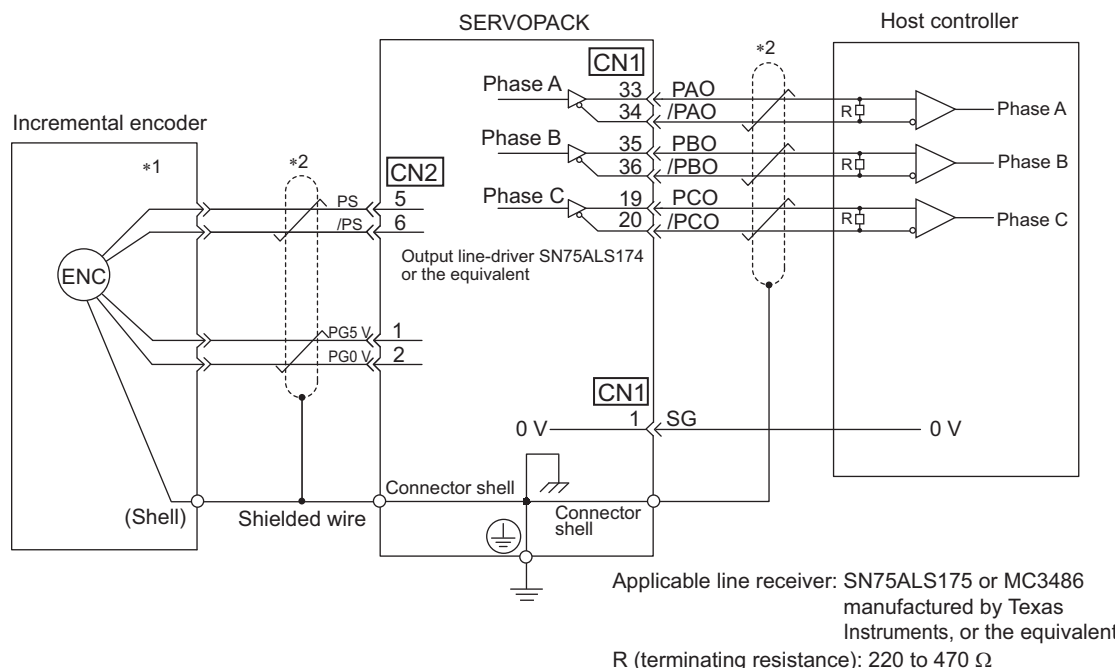 SERVOPACK
Host controller
CN1
*2
Phase A
33
PAO
34
/PAO
R
Phase A
Incremental encoder
Phase B
35
PBO
36
/PBO
R
Phase B
*1
*2
CN2
Phase C
19
PCO
20
/PCO
R
Phase C
PS
5
/PS
6
Output line-driver SN75ALS174
or the equivalent
ENC
PG5 V
1
PG0 V
2
CN1
1
SG
0 V
0 V
Connector shell
(Shell)
Shielded wire
Connector
shell
Applicable line receiver: SN75ALS175 or MC3486
manufactured by Texas
Instruments, or the equivalent
R (terminating resistance): 220 to 470 Ω